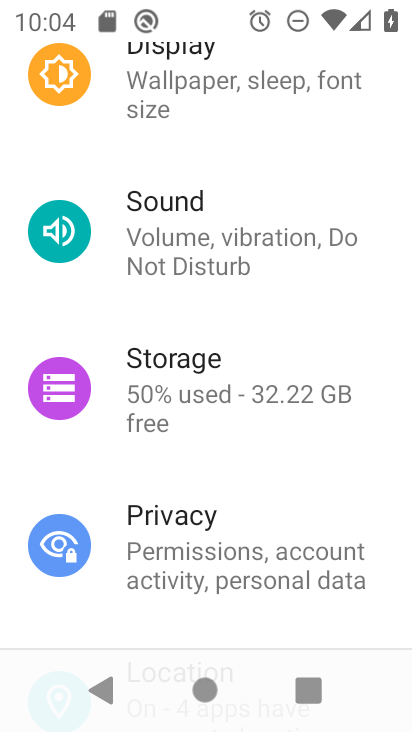 10:04
Display
Wallpaper, sleep, font
size
Sound
Volume, vibration, Do
Not Disturb
Storage
50% used - 32.22 GB
free
Privacy
Permissions, account
activity, personal data
Location
On - 4 apps have